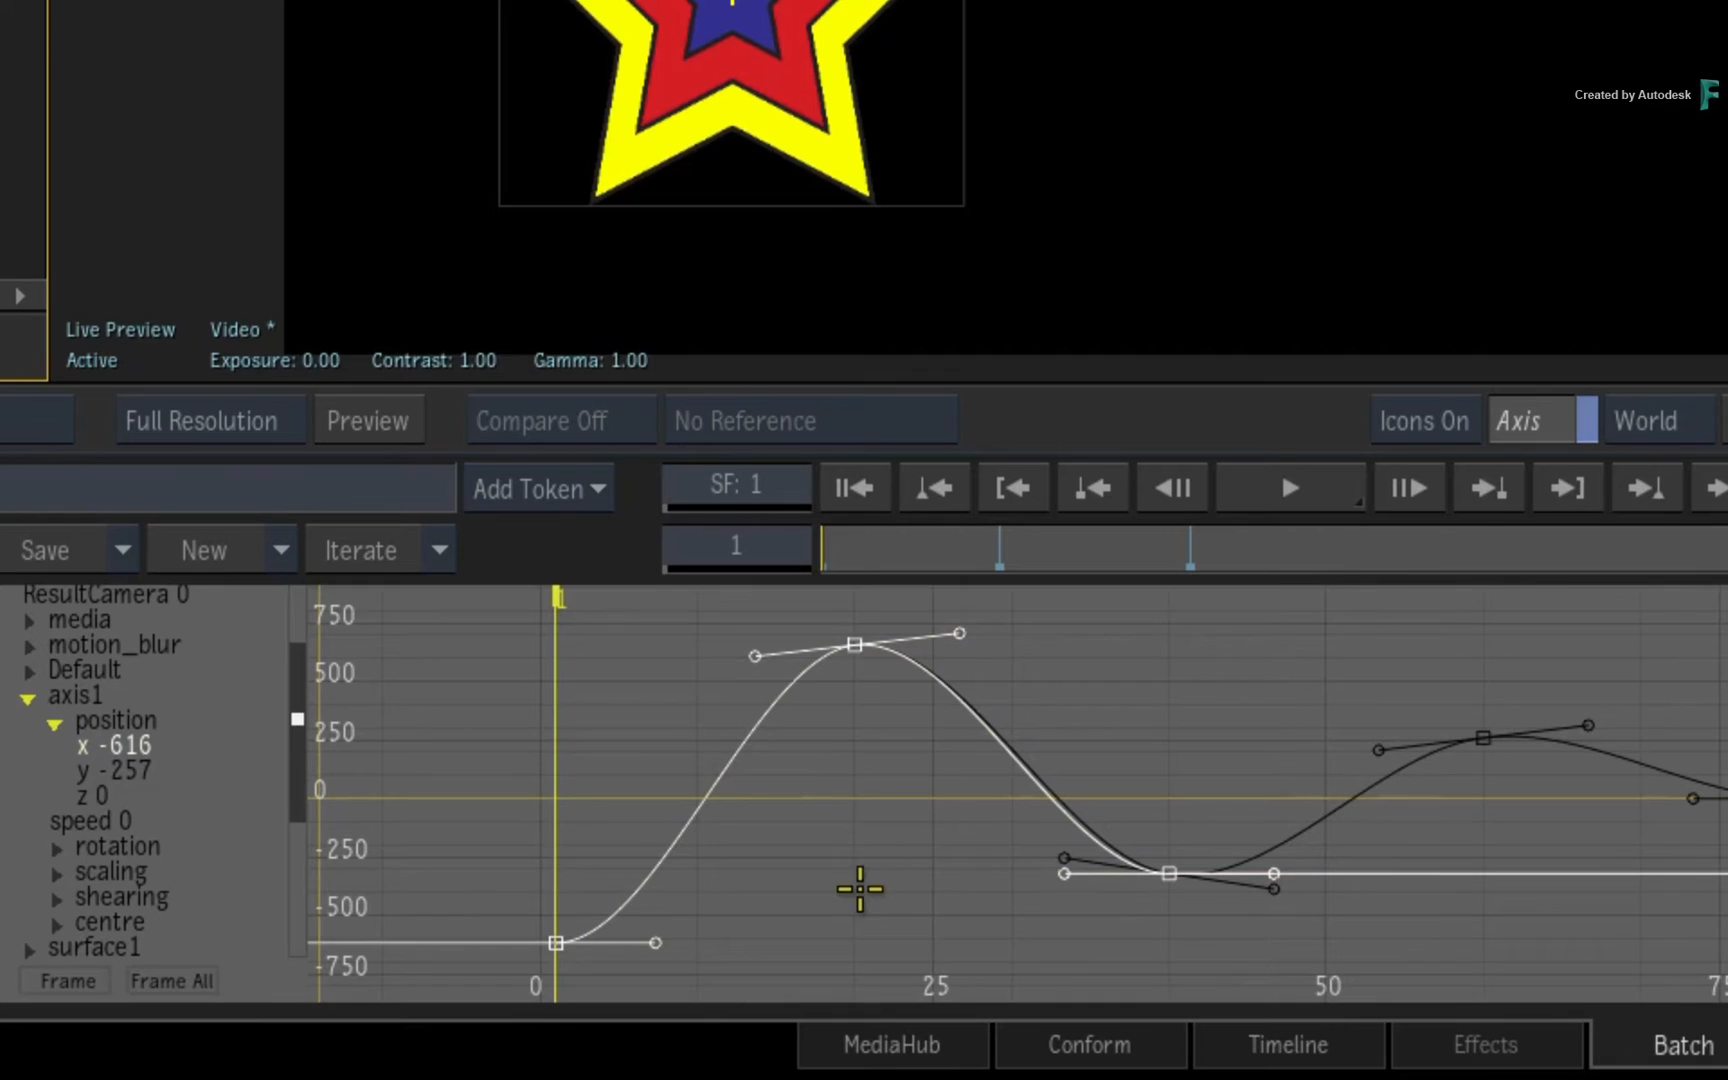 Created by Autodesk
Live Preview Video *
Active Exposure: 0.00 Contrast: 1.00 Gamma: 1.00
Full Resolution Preview Compare Off No Reference Icons On Axis World
Add Token SF: 1
Save New Iterate 1
ResultCamera 0
media
motion_blur
Default
axis1
position
x -616
y -257
z 0
speed 0
rotation
scaling
shearing
centre
surface1
Frame Frame All
1
750
500
250
0
-250
-500
-750
0 25 50
MediaHub Conform Timeline Effects Batch